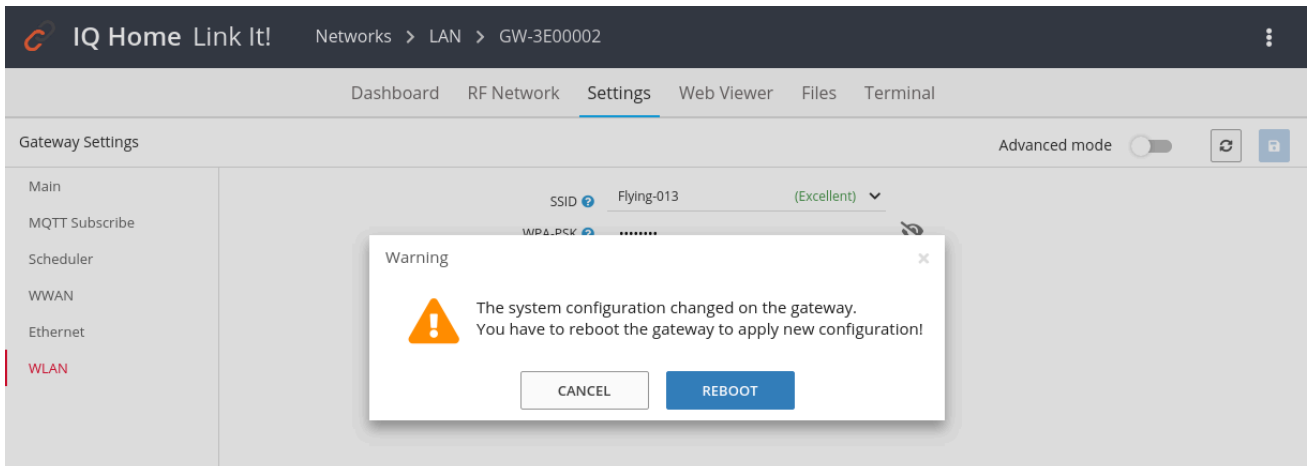 IQ Home Link It! Networks > LAN > GW-3E00002
Dashboard RF Network Settings Web Viewer Files Terminal
Gateway Settings Advanced mode
Main
MQTT Subscribe
Scheduler
WWAN
Ethernet
WLAN
SSID ? Flying-013 (Excellent)
WPA-PSK ? ••••••••
Warning ×
The system configuration changed on the gateway.
You have to reboot the gateway to apply new configuration!
CANCEL REBOOT